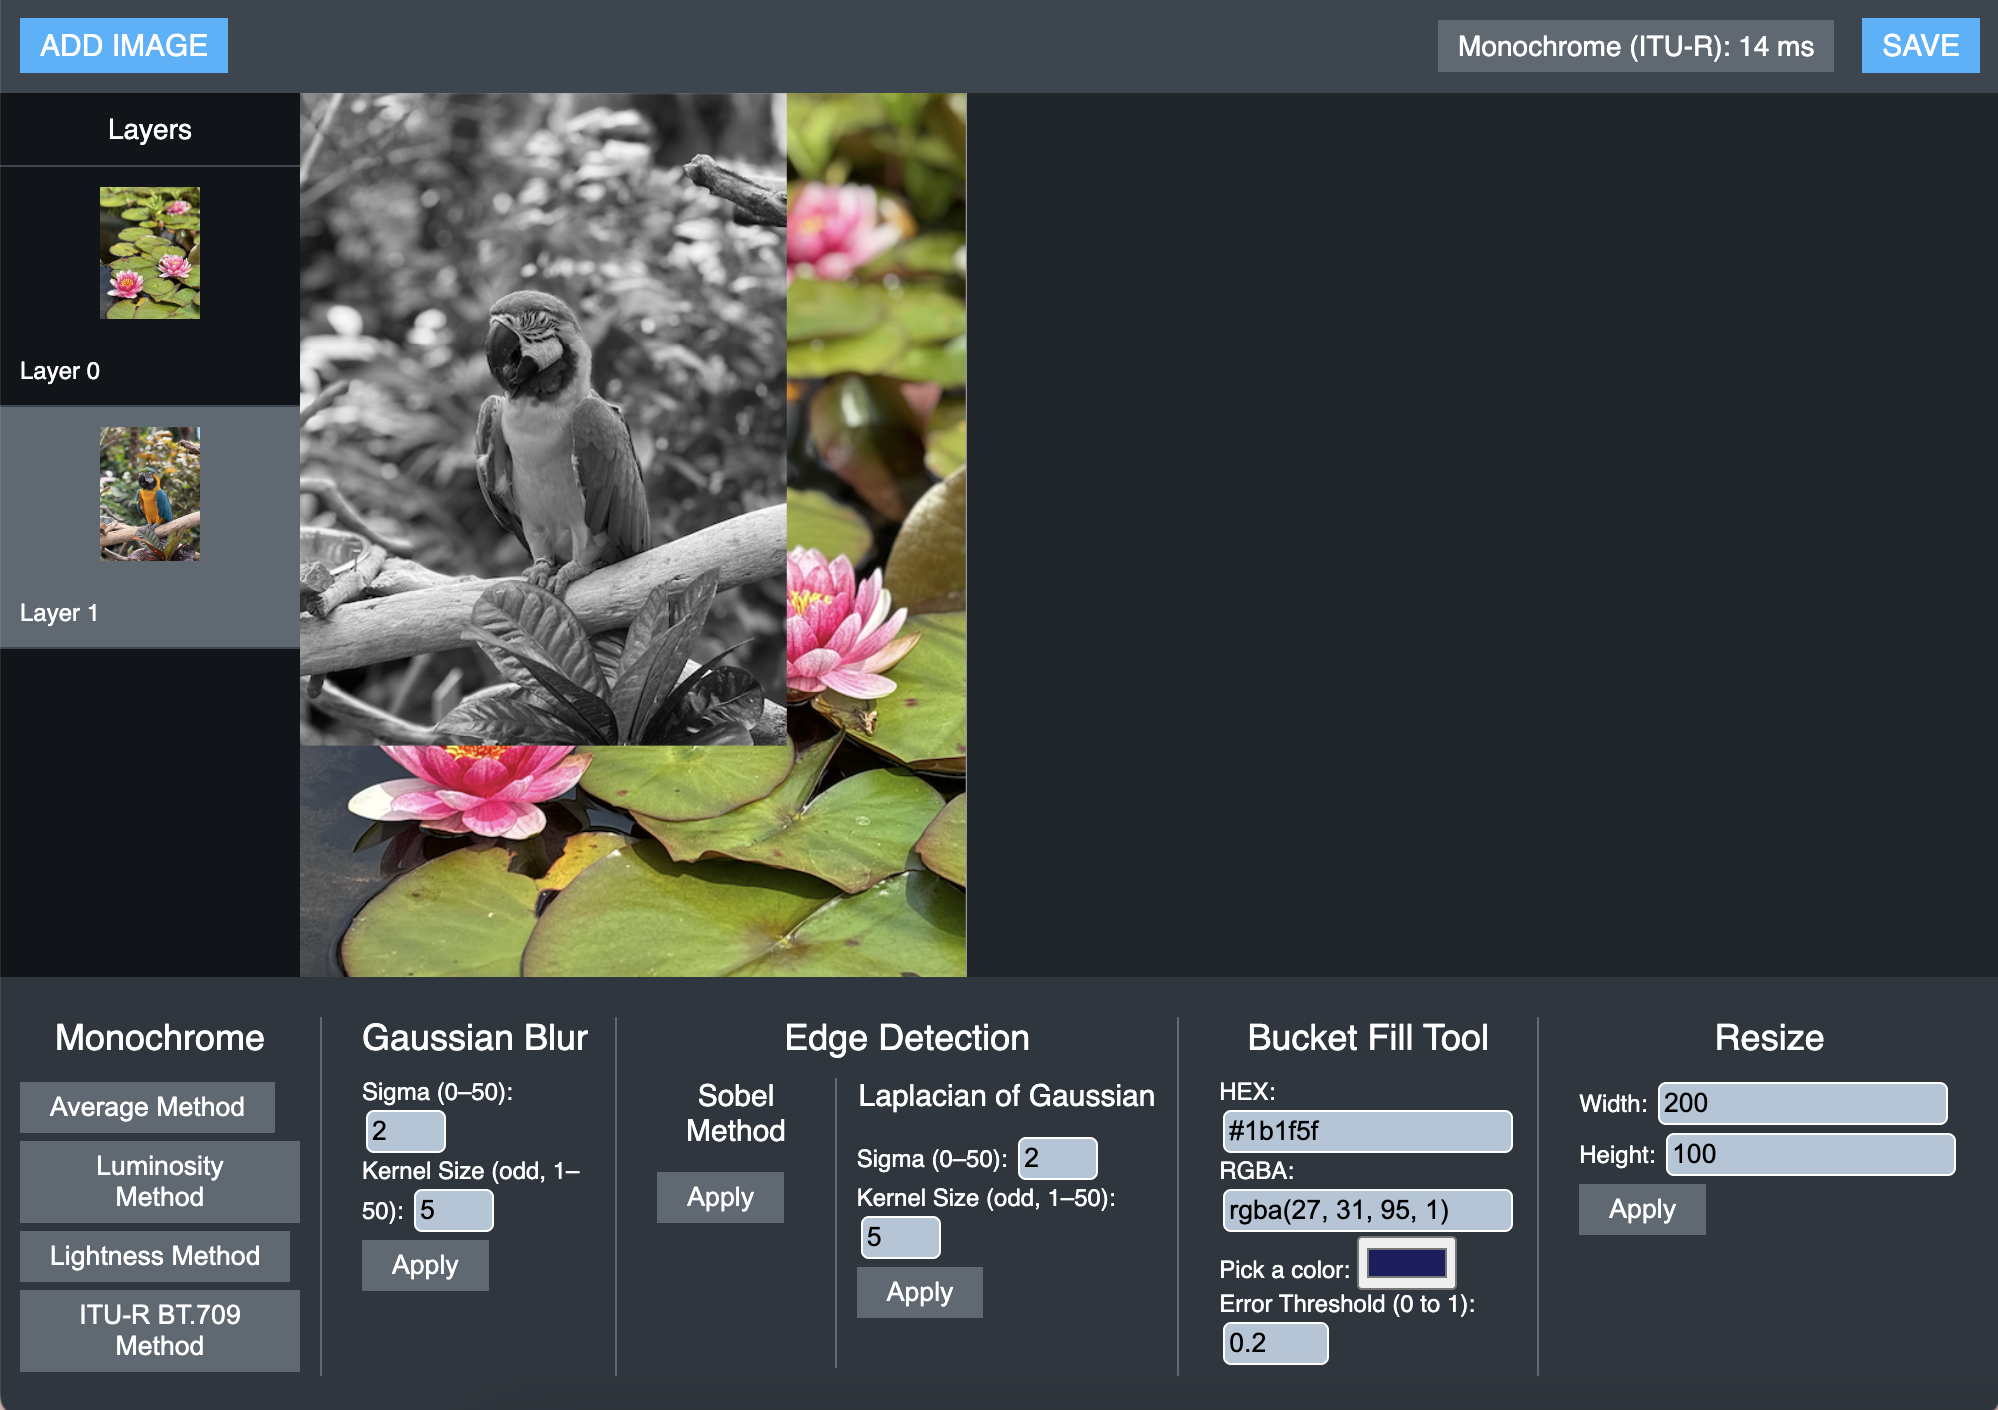 ADD IMAGE
Monochrome (ITU-R): 14 ms
SAVE
Layers
Layer 0
Layer 1
Monochrome
Average Method
Luminosity
Method
Lightness Method
ITU-R BT.709
Method
Gaussian Blur
Sigma (0–50):
2
Kernel Size (odd, 1–
50): 5
Apply
Edge Detection
Sobel
Method
Apply
Laplacian of Gaussian
Sigma (0–50): 2
Kernel Size (odd, 1–50):
5
Apply
Bucket Fill Tool
HEX:
#1b1f5f
RGBA:
rgba(27, 31, 95, 1)
Pick a color:
Error Threshold (0 to 1):
0.2
Resize
Width: 200
Height: 100
Apply